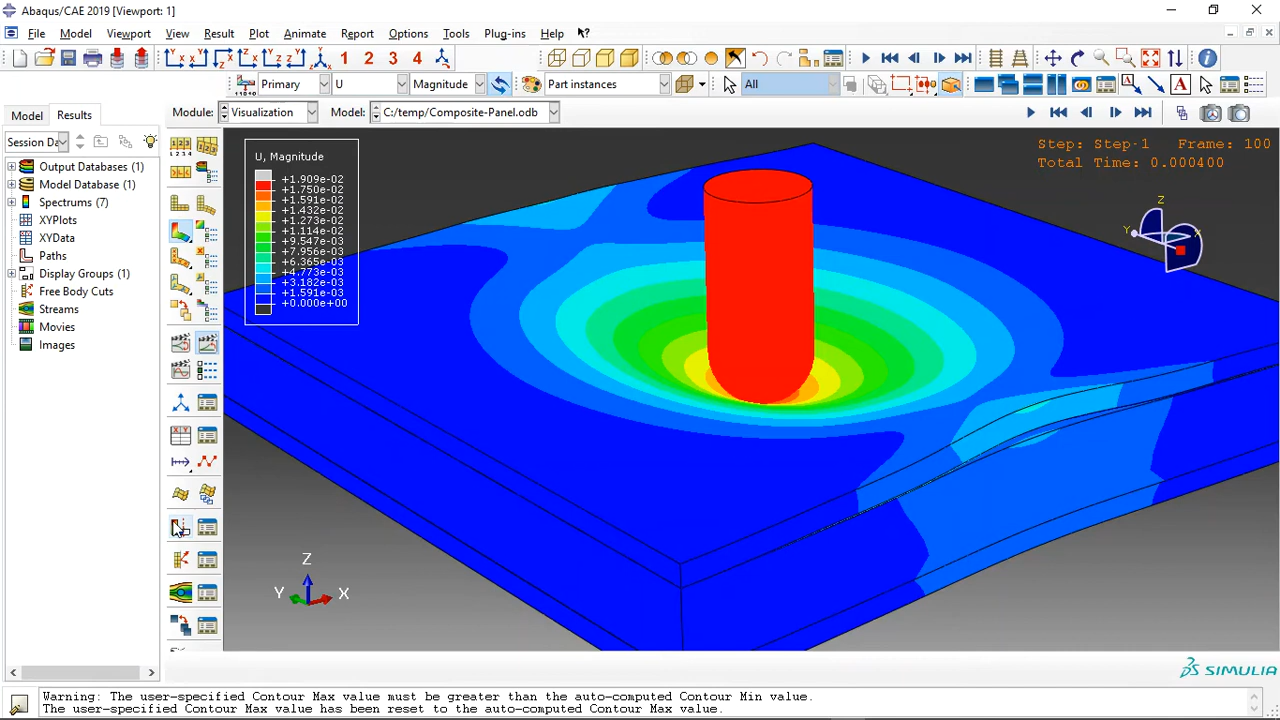 Abaqus/CAE 2019 [Viewport: 1]
File Model Viewport View Result Plot Animate Report Options Tools Plug-ins Help
1 2 3 4
Primary U Magnitude Part instances All
Model Results Module: Visualization Model: C:/temp/Composite-Panel.odb
Session Da
Output Databases (1)
Model Database (1)
Spectrums (7)
XYPlots
XYData
Paths
Display Groups (1)
Free Body Cuts
Streams
Movies
Images
U, Magnitude
+1.909e-02
+1.750e-02
+1.591e-02
+1.432e-02
+1.273e-02
+1.114e-02
+9.547e-03
+7.956e-03
+6.365e-03
+4.773e-03
+3.182e-03
+1.591e-03
+0.000e+00
Step: Step-1 Frame: 100
Total Time: 0.000400
Z
Y X
Z
Y X
SIMULIA
Warning: The user-specified Contour Max value must be greater than the auto-computed Contour Min value.
The user-specified Contour Max value has been reset to the auto-computed Contour Max value.